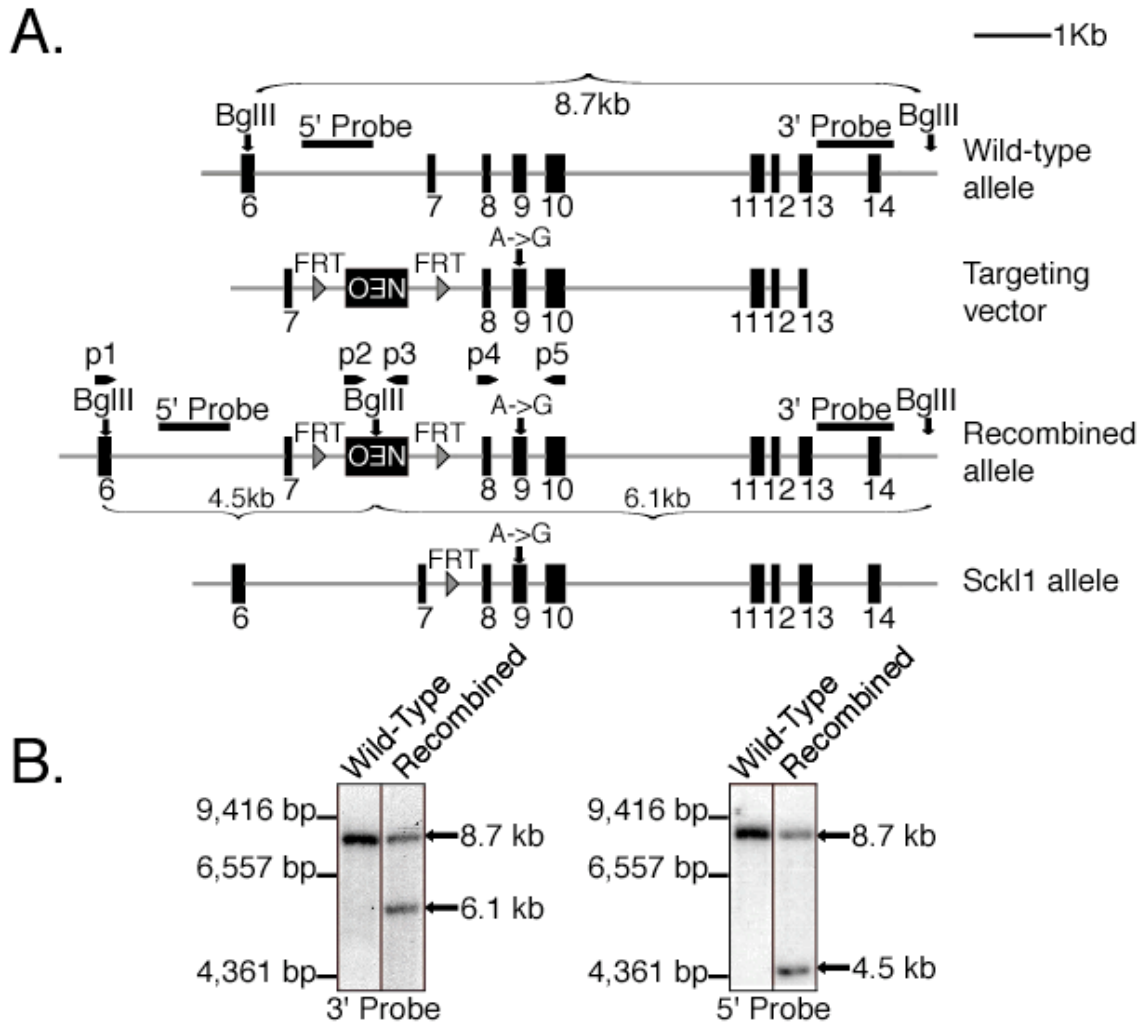 A.
1Kb
8.7kb
BglII 5' Probe 3' Probe BglII
Wild-type
allele
6 7 8 9 10 11 12 13 14
A->G
FRT NEO FRT
Targeting
vector
7 8 9 10 11 12 13
p1 p2 p3 p4 p5
BglII 5' Probe BglII A->G 3' Probe BglII
FRT NEO FRT
Recombined
allele
6 7 8 9 10 11 12 13 14
4.5kb 6.1kb
A->G
FRT
Sckl1 allele
6 7 8 9 10 11 12 13 14
B.
Wild-Type
Recombined
9,416 bp
8.7 kb
6,557 bp
6.1 kb
4,361 bp
3' Probe
Wild-Type
Recombined
9,416 bp
8.7 kb
6,557 bp
4,361 bp
4.5 kb
5' Probe